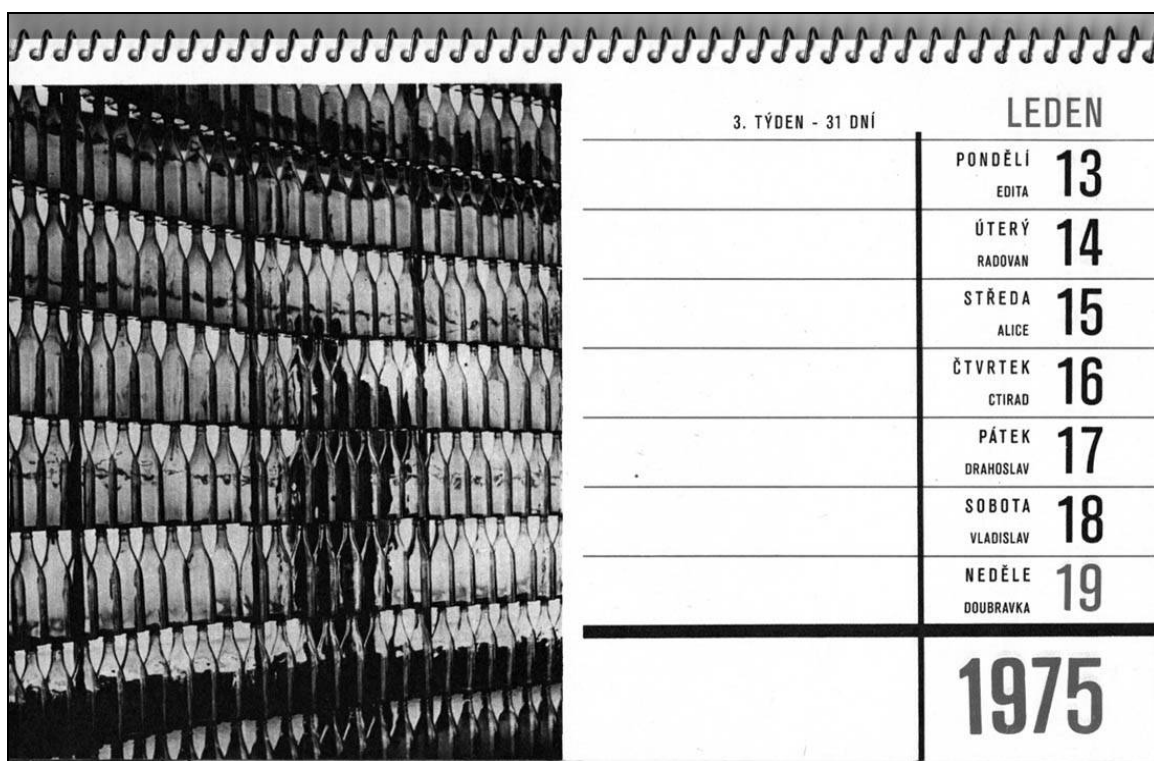 3. TÝDEN - 31 DNÍ
LEDEN
PONDĚLÍ 13
EDITA
ÚTERÝ 14
RADOVAN
STŘEDA 15
ALICE
ČTVRTEK 16
CTIRAD
PÁTEK 17
DRAHOSLAV
SOBOTA 18
VLADISLAV
NEDĚLE 19
DOUBRAVKA
1975